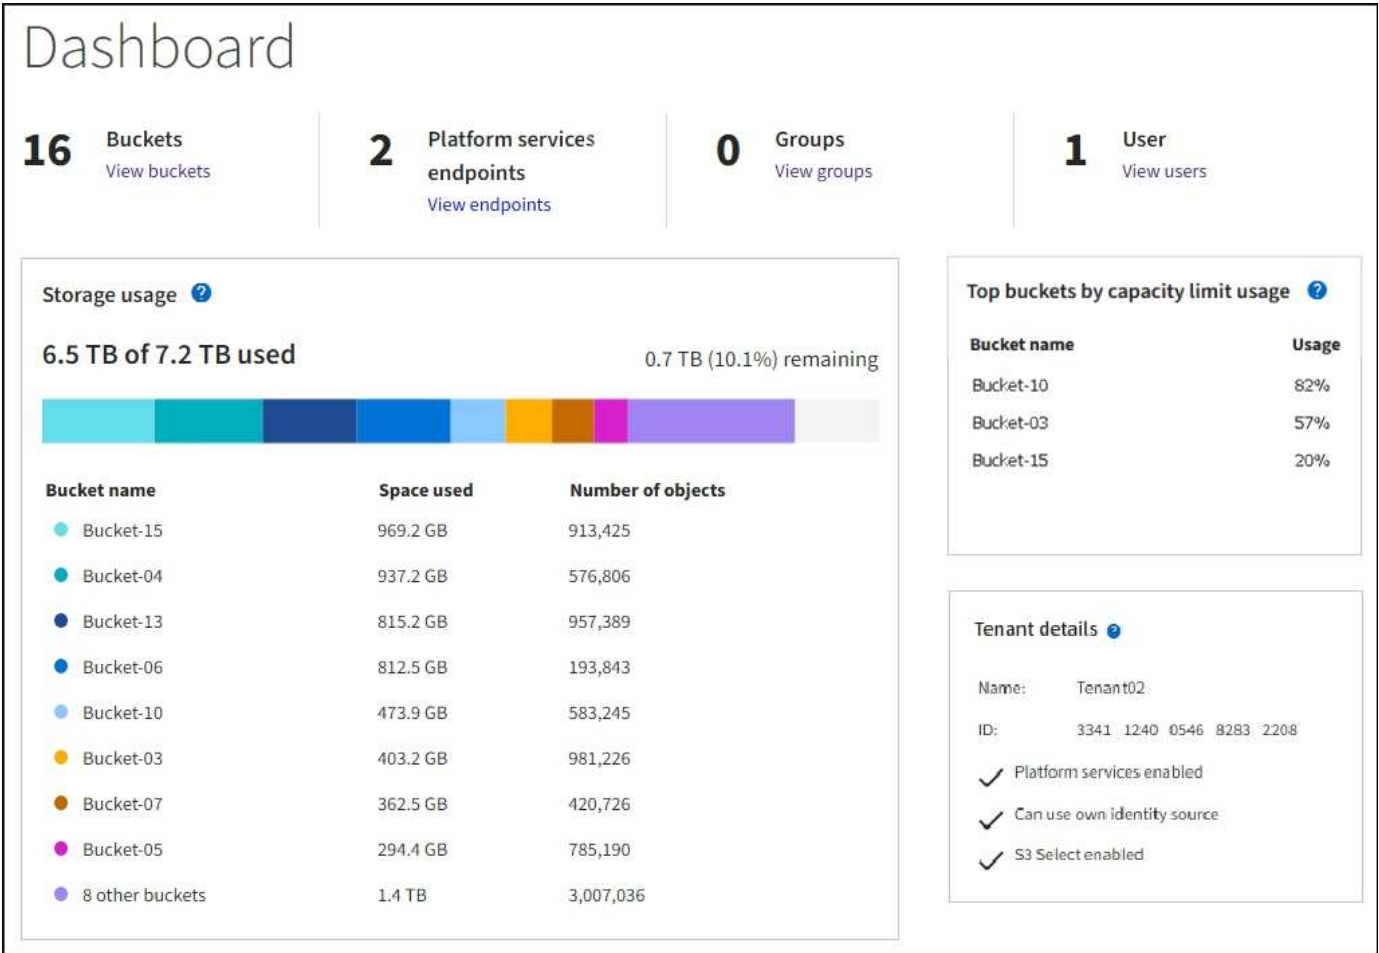 Dashboard
16 Buckets
View buckets
2 Platform services
endpoints
View endpoints
0 Groups
View groups
1 User
View users
Storage usage ?
6.5 TB of 7.2 TB used
0.7 TB (10.1%) remaining
Bucket name Space used Number of objects
Bucket-15 969.2 GB 913,425
Bucket-04 937.2 GB 576,806
Bucket-13 815.2 GB 957,389
Bucket-06 812.5 GB 193,843
Bucket-10 473.9 GB 583,245
Bucket-03 403.2 GB 981,226
Bucket-07 362.5 GB 420,726
Bucket-05 294.4 GB 785,190
8 other buckets 1.4 TB 3,007,036
Top buckets by capacity limit usage ?
Bucket name Usage
Bucket-10 82%
Bucket-03 57%
Bucket-15 20%
Tenant details ?
Name: Tenant02
ID: 3341 1240 0546 8283 2208
Platform services enabled
Can use own identity source
S3 Select enabled